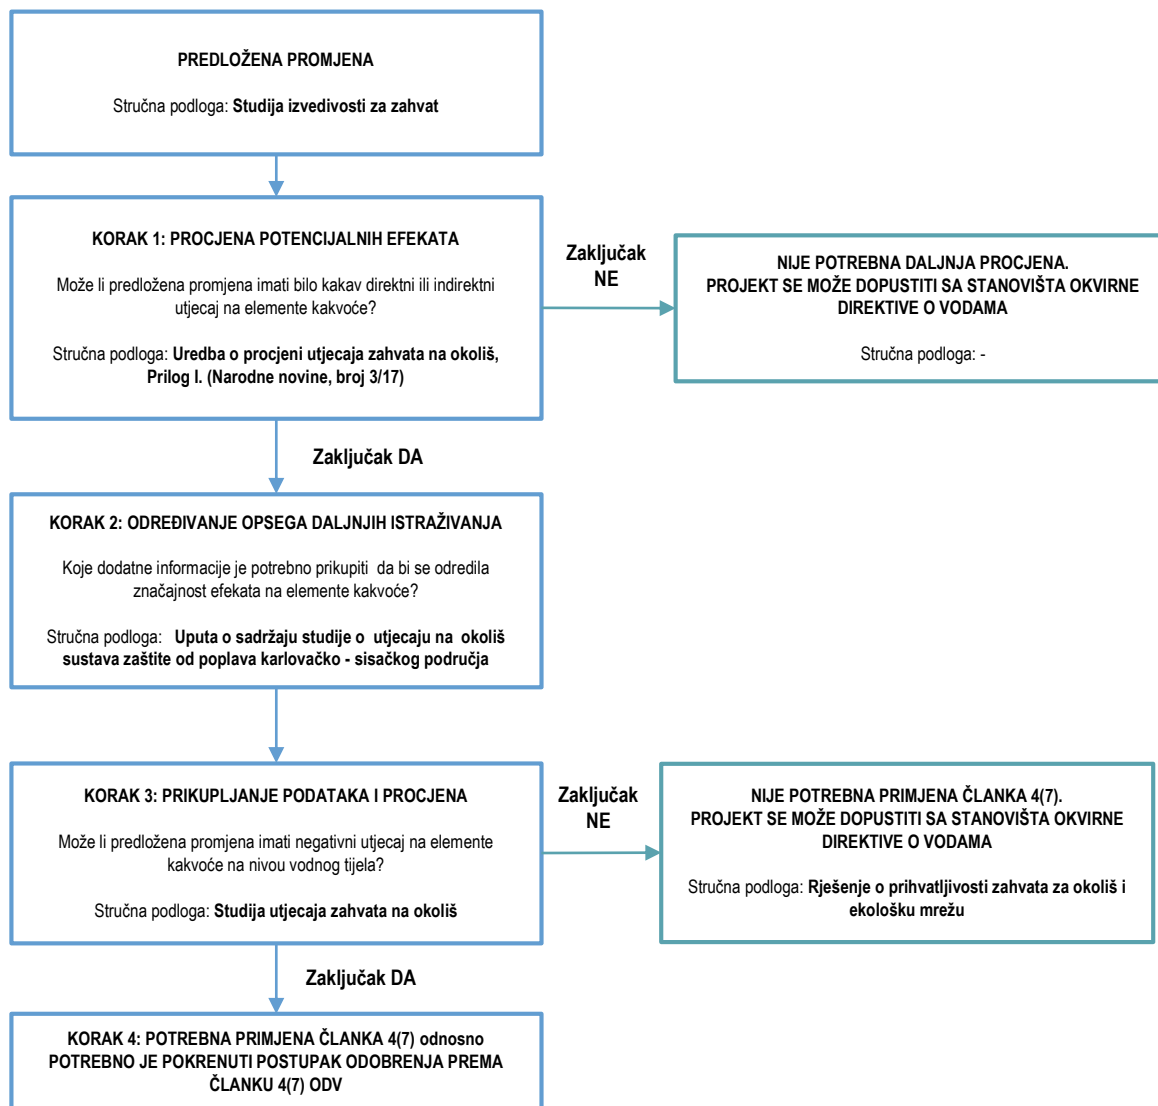 PREDLOŽENA PROMJENA
Stručna podloga: Studija izvedivosti za zahvat
KORAK 1: PROCJENA POTENCIJALNIH EFEKATA
Može li predložena promjena imati bilo kakav direktni ili indirektni
utjecaj na elemente kakvoće?
Stručna podloga: Uredba o procjeni utjecaja zahvata na okoliš,
Prilog I. (Narodne novine, broj 3/17)
Zaključak
NE
NIJE POTREBNA DALJNJA PROCJENA.
PROJEKT SE MOŽE DOPUSTITI SA STANOVIŠTA OKVIRNE
DIREKTIVE O VODAMA
Stručna podloga: -
Zaključak DA
KORAK 2: ODREĐIVANJE OPSEGA DALJNJIH ISTRAŽIVANJA
Koje dodatne informacije je potrebno prikupiti da bi se odredila
značajnost efekata na elemente kakvoće?
Stručna podloga: Uputa o sadržaju studije o utjecaju na okoliš
sustava zaštite od poplava karlovačko - sisačkog područja
KORAK 3: PRIKUPLJANJE PODATAKA I PROCJENA
Može li predložena promjena imati negativni utjecaj na elemente
kakvoće na nivou vodnog tijela?
Stručna podloga: Studija utjecaja zahvata na okoliš
Zaključak
NE
NIJE POTREBNA PRIMJENA ČLANKA 4(7).
PROJEKT SE MOŽE DOPUSTITI SA STANOVIŠTA OKVIRNE
DIREKTIVE O VODAMA
Stručna podloga: Rješenje o prihvatljivosti zahvata za okoliš i
ekološku mrežu
Zaključak DA
KORAK 4: POTREBNA PRIMJENA ČLANKA 4(7) odnosno
POTREBNO JE POKRENUTI POSTUPAK ODOBRENJA PREMA
ČLANKU 4(7) ODV